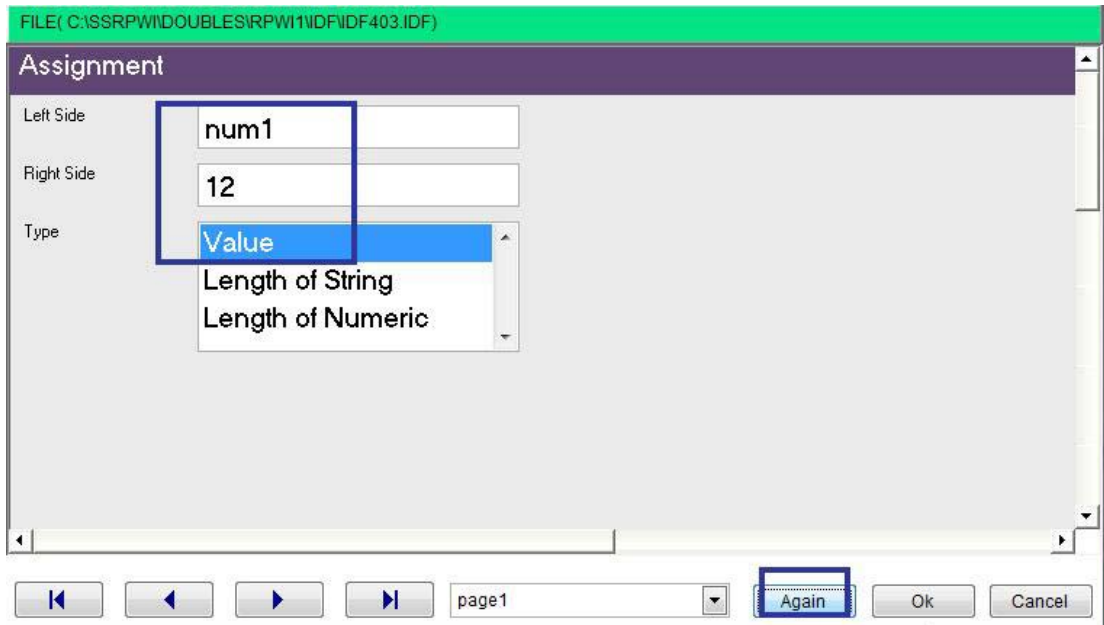 FILE( C:\SSRPWI\DOUBLES\RPWI1\IDF\IDF403.IDF)
Assignment
Left Side
num1
Right Side
12
Type
Value
Length of String
Length of Numeric
page1
Again
Ok
Cancel